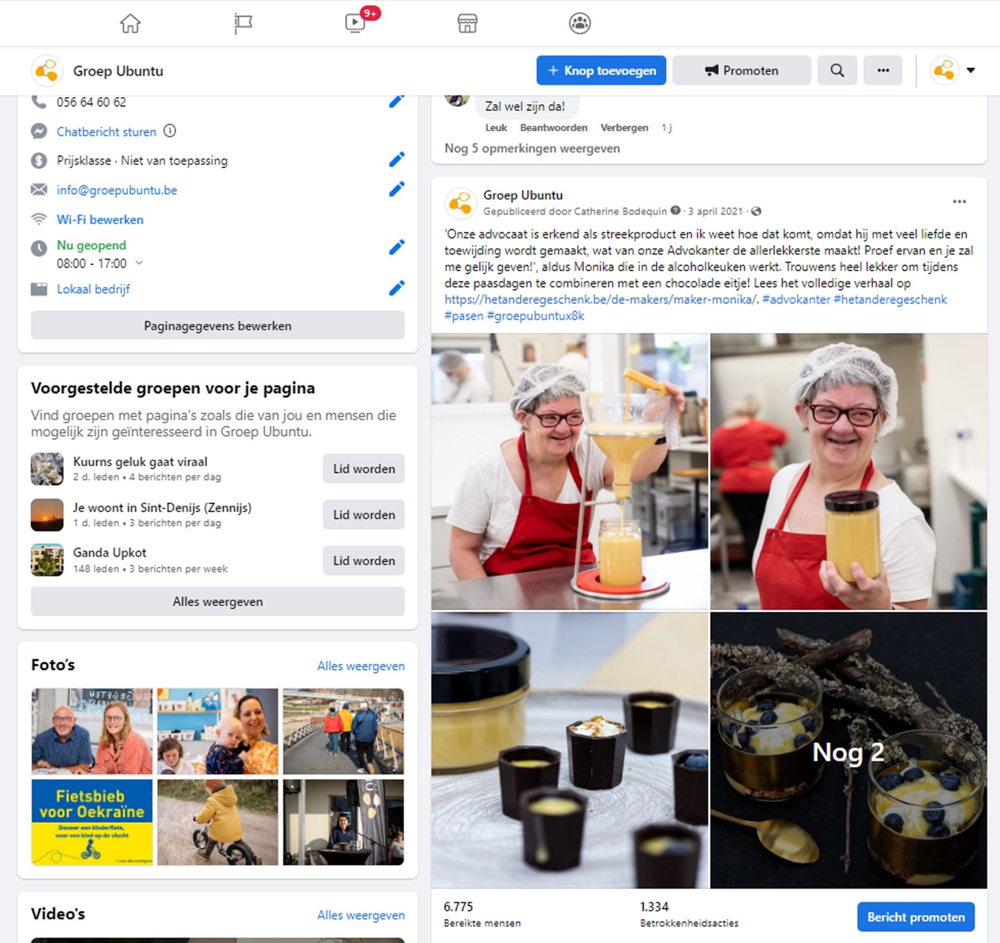 9+
Groep Ubuntu
+ Knop toevoegen
Promoten
056 64 60 62
Chatbericht sturen
Prijsklasse · Niet van toepassing
info@groepubuntu.be
Wi-Fi bewerken
Nu geopend
08:00 - 17:00
Lokaal bedrijf
Paginagegevens bewerken
Voorgestelde groepen voor je pagina
Vind groepen met pagina's zoals die van jou en mensen die
mogelijk zijn geïnteresseerd in Groep Ubuntu.
Kuurns geluk gaat viraal
2 d. leden • 4 berichten per dag
Lid worden
Je woont in Sint-Denijs (Zennijs)
1 d. leden • 3 berichten per dag
Lid worden
Ganda Upkot
148 leden • 3 berichten per week
Lid worden
Alles weergeven
Foto's
Alles weergeven
Fietsbieb
voor Oekraïne
Doneer een kinderfiets,
voor een kind op de vlucht
Video's
Alles weergeven
Zal wel zijn da!
Leuk Beantwoorden Verbergen 1 j
Nog 5 opmerkingen weergeven
Groep Ubuntu
Gepubliceerd door Catherine Bodequin · 3 april 2021 ·
'Onze advocaat is erkend als streekproduct en ik weet hoe dat komt, omdat hij met veel liefde en
toewijding wordt gemaakt, wat van onze Advokanter de allerlekkerste maakt! Proef ervan en je zal
me gelijk geven!', aldus Monika die in de alcoholkeuken werkt. Trouwens heel lekker om tijdens
deze paasdagen te combineren met een chocolade eitje! Lees het volledige verhaal op
https://hetanderegeschenk.be/de-makers/maker-monika/. #advokanter #hetanderegeschenk
#pasen #groepubuntux8k
Nog 2
6.775
Bereikte mensen
1.334
Betrokkenheidsacties
Bericht promoten